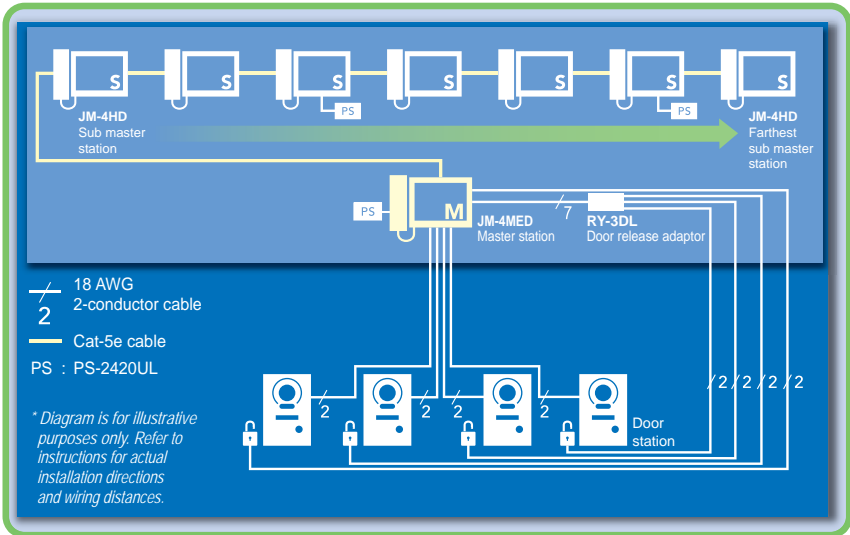 S S S S S S S
PS PS
JM-4HD
Sub master
station
JM-4HD
Farthest
sub master
station
PS
M
JM-4MED
Master station
7
RY-3DL
Door release adaptor
2
18 AWG
2-conductor cable
Cat-5e cable
PS : PS-2420UL
* Diagram is for illustrative
purposes only. Refer to
instructions for actual
installation directions
and wiring distances.
2 2 2 2
Door
station
2 2 2 2